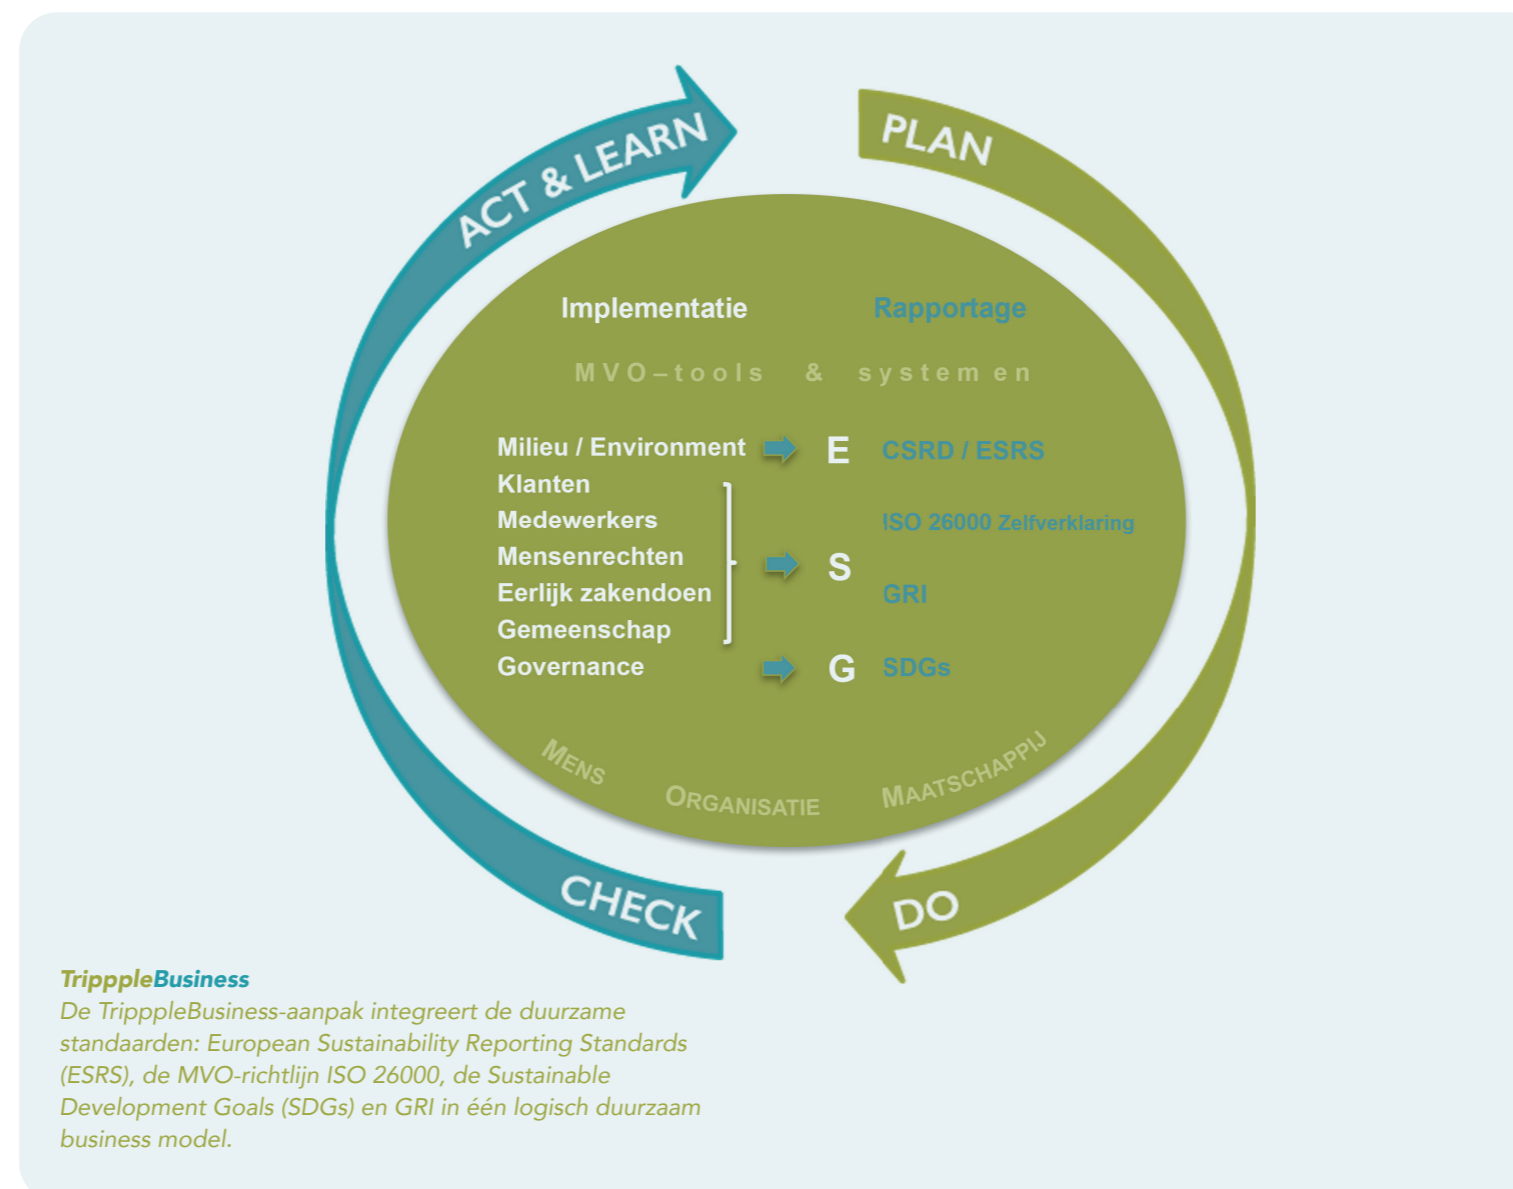 ACT & LEARN
PLAN
Implementatie
Rapportage
MVO–tools & systemen
Milieu / Environment
E
CSRD / ESRS
Klanten
Medewerkers
ISO 26000 Zelfverklaring
Mensenrechten
S
Eerlijk zakendoen
GRI
Gemeenschap
Governance
G
SDGs
MENS
ORGANISATIE
MAATSCHAPPIJ
CHECK
DO
TripppleBusiness
De TripppleBusiness-aanpak integreert de duurzame
standaarden: European Sustainability Reporting Standards
(ESRS), de MVO-richtlijn ISO 26000, de Sustainable
Development Goals (SDGs) en GRI in één logisch duurzaam
business model.